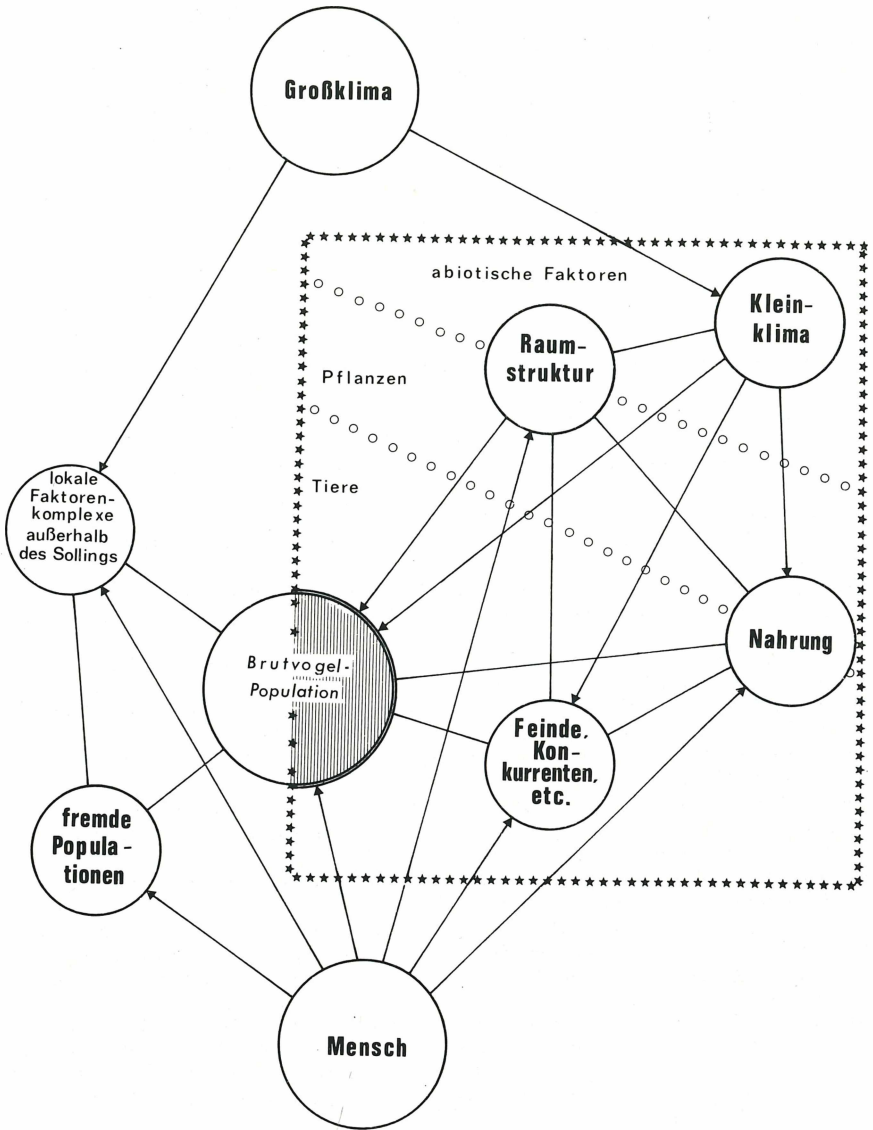 Großklima
abiotische Faktoren
Klein-
klima
Raum-
struktur
Pflanzen
Tiere
lokale
Faktoren-
komplexe
außerhalb
des Sollings
Brutvogel-
Population
Nahrung
Feinde,
Kon-
kurrenten,
etc.
fremde
Popula-
tionen
Mensch